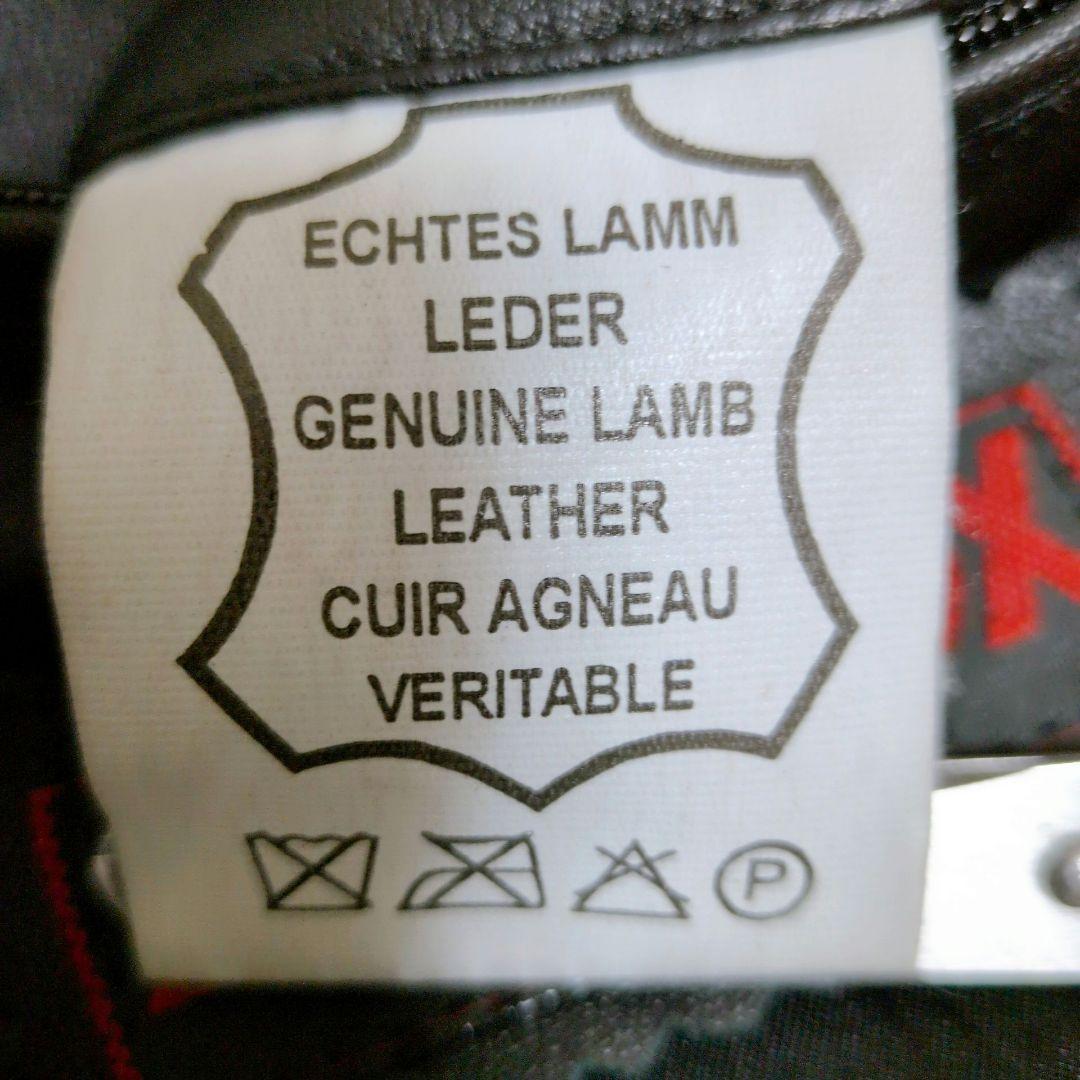 ECHTES LAMM
LEDER
GENUINE LAMB
LEATHER
CUIR AGNEAU
VERITABLE
P